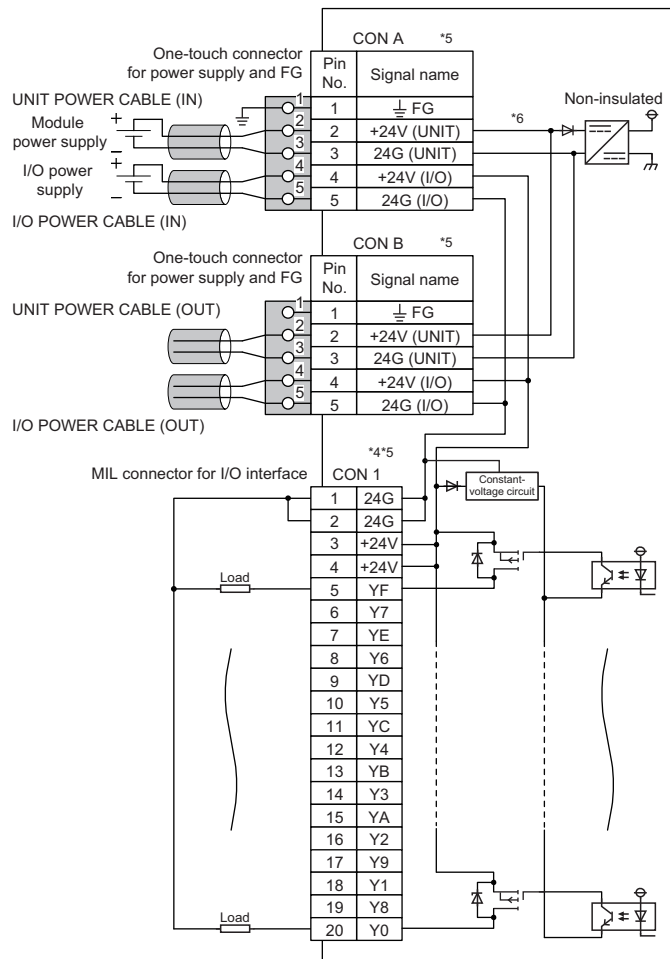 CON A *5
One-touch connector
for power supply and FG
Pin No. Signal name
UNIT POWER CABLE (IN)
Module
power supply
+
−
I/O power
supply
+
−
I/O POWER CABLE (IN)
1
2
3
4
5
1 FG
2 +24V (UNIT)
3 24G (UNIT)
4 +24V (I/O)
5 24G (I/O)
*6
Non-insulated
CON B *5
One-touch connector
for power supply and FG
Pin No. Signal name
UNIT POWER CABLE (OUT)
I/O POWER CABLE (OUT)
1
2
3
4
5
1 FG
2 +24V (UNIT)
3 24G (UNIT)
4 +24V (I/O)
5 24G (I/O)
*4*5
MIL connector for I/O interface CON 1
Constant-
voltage circuit
1 24G
2 24G
3 +24V
4 +24V
Load
5 YF
6 Y7
7 YE
8 Y6
9 YD
10 Y5
11 YC
12 Y4
13 YB
14 Y3
15 YA
16 Y2
17 Y9
18 Y1
19 Y8
Load
20 Y0